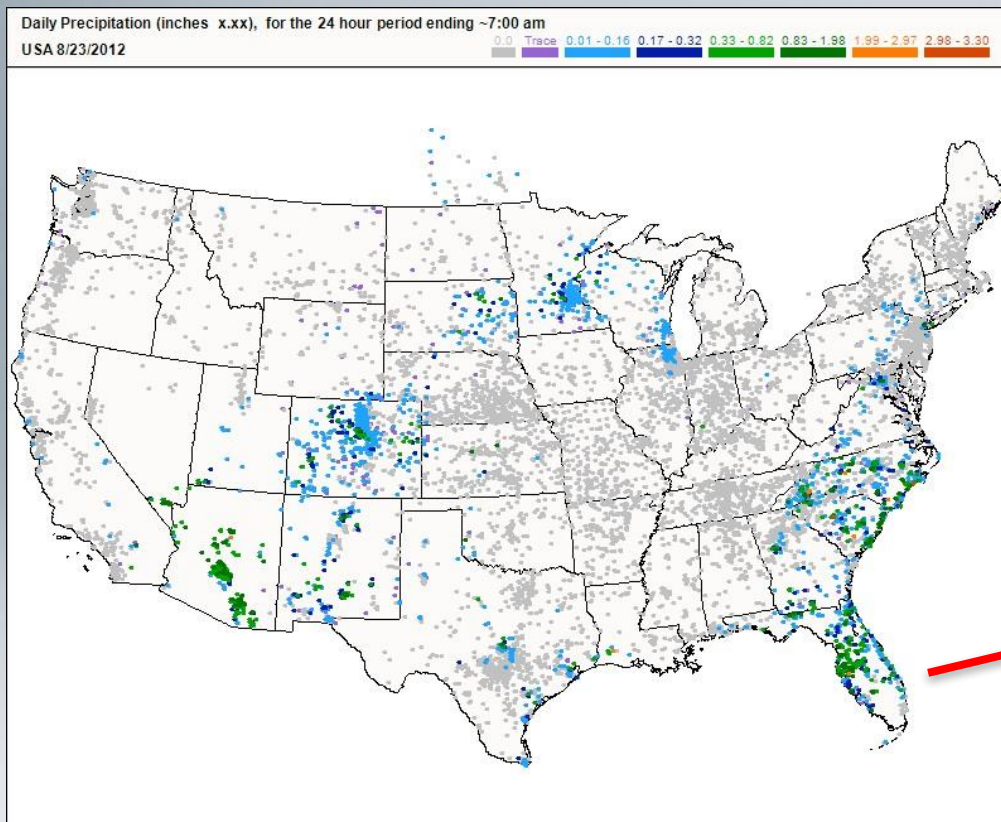 Daily Precipitation (inches x.xx), for the 24 hour period ending ~7:00 am
USA 8/23/2012
0.0 Trace 0.01 - 0.16 0.17 - 0.32 0.33 - 0.82 0.83 - 1.98 1.99 - 2.97 2.98 - 3.30